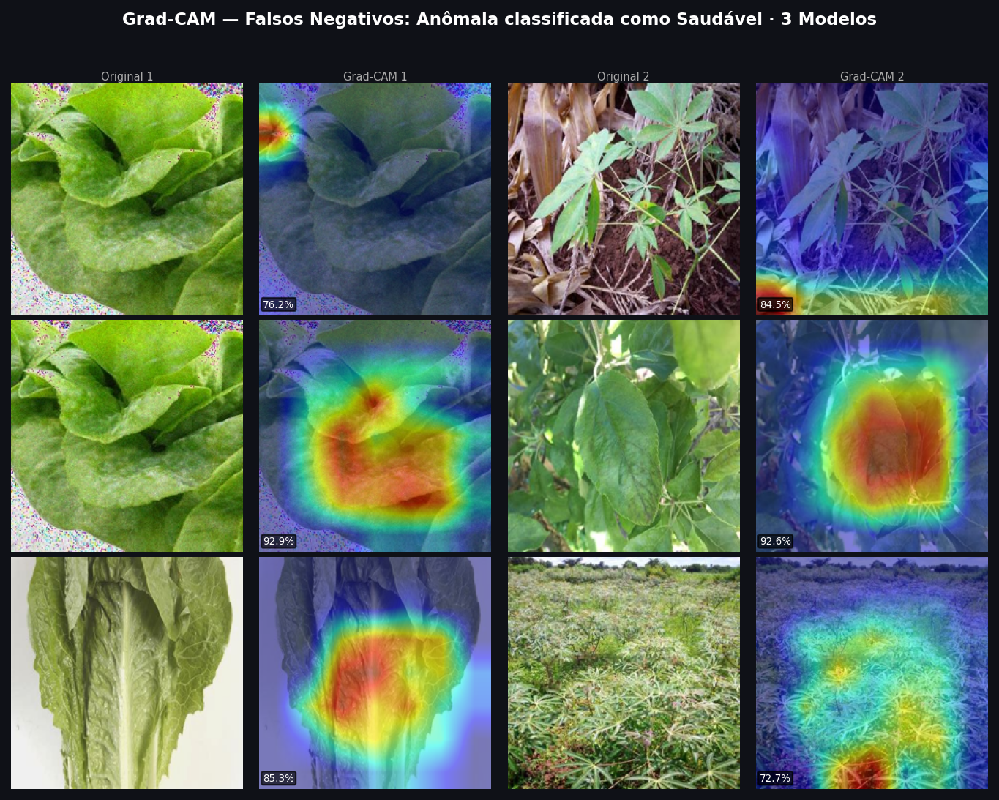 Grad-CAM — Falsos Negativos: Anômala classificada como Saudável · 3 Modelos
Original 1
Grad-CAM 1
Original 2
Grad-CAM 2
76.2%
84.5%
92.9%
92.6%
85.3%
72.7%